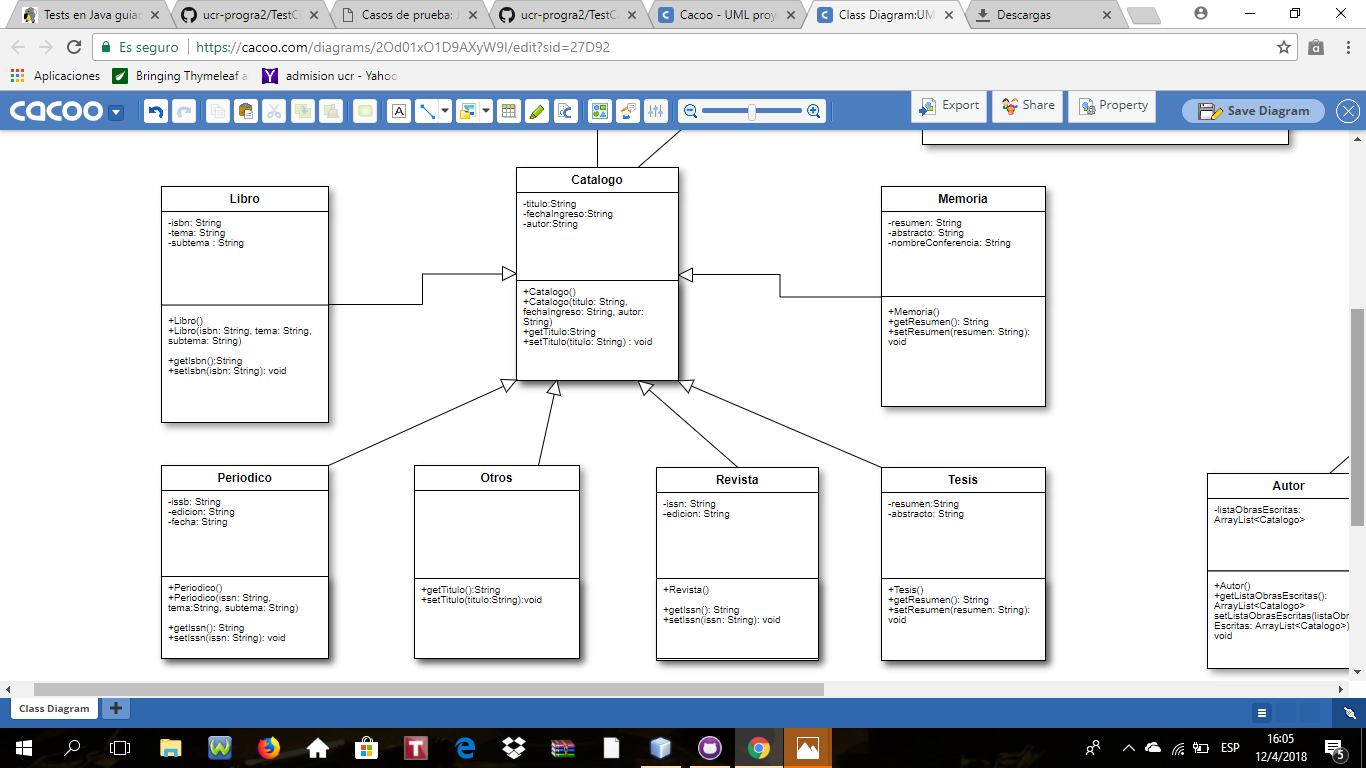 Tests en Java guiad
ucr-progra2/TestC
Casos de prueba: J
ucr-progra2/TestC
Cacoo - UML proy
Class Diagram:UM
Descargas
Es seguro
https://cacoo.com/diagrams/2Od01xO1D9AXyW9I/edit?sid=27D92
Aplicaciones
Bringing Thymeleaf a
admision ucr - Yahoo
cacoo
Export
Share
Property
Save Diagram
Catalogo
-titulo:String
-fechaIngreso:String
-autor:String
+Catalogo()
+Catalogo(titulo: String,
fechaIngreso: String, autor:
String)
+getTitulo:String
+setTitulo(titulo: String) : void
Libro
-isbn: String
-tema: String
-subtema : String
+Libro()
+Libro(isbn: String, tema: String,
subtema: String)
+getIsbn();String
+setIsbn(isbn: String): void
Memoria
-resumen: String
-abstracto: String
-nombreConferencia: String
+Memoria()
+getResumen(): String
+setResumen(resumen: String):
void
Periodico
-issb: String
-edicion: String
-fecha: String
+Periodico()
+Periodico(issn: String,
tema:String, subtema: String)
+getIssn(): String
+setIssn(issn: String): void
Otros
+getTitulo():String
+setTitulo(titulo:String):void
Revista
-issn: String
-edicion: String
+Revista()
+getIssn(): String
+setIssn(issn: String): void
Tesis
-resumen:String
-abstracto: String
+Tesis()
+getResumen(): String
+setResumen(resumen: String):
void
Autor
-listaObrasEscritas:
ArrayList<Catalogo>
+Autor()
+getListaObrasEscritas():
ArrayList<Catalogo>
setListaObrasEscritas(listaObr
Escritas: ArrayList<Catalogo>)
void
Class Diagram
ESP
16:05
12/4/2018
5